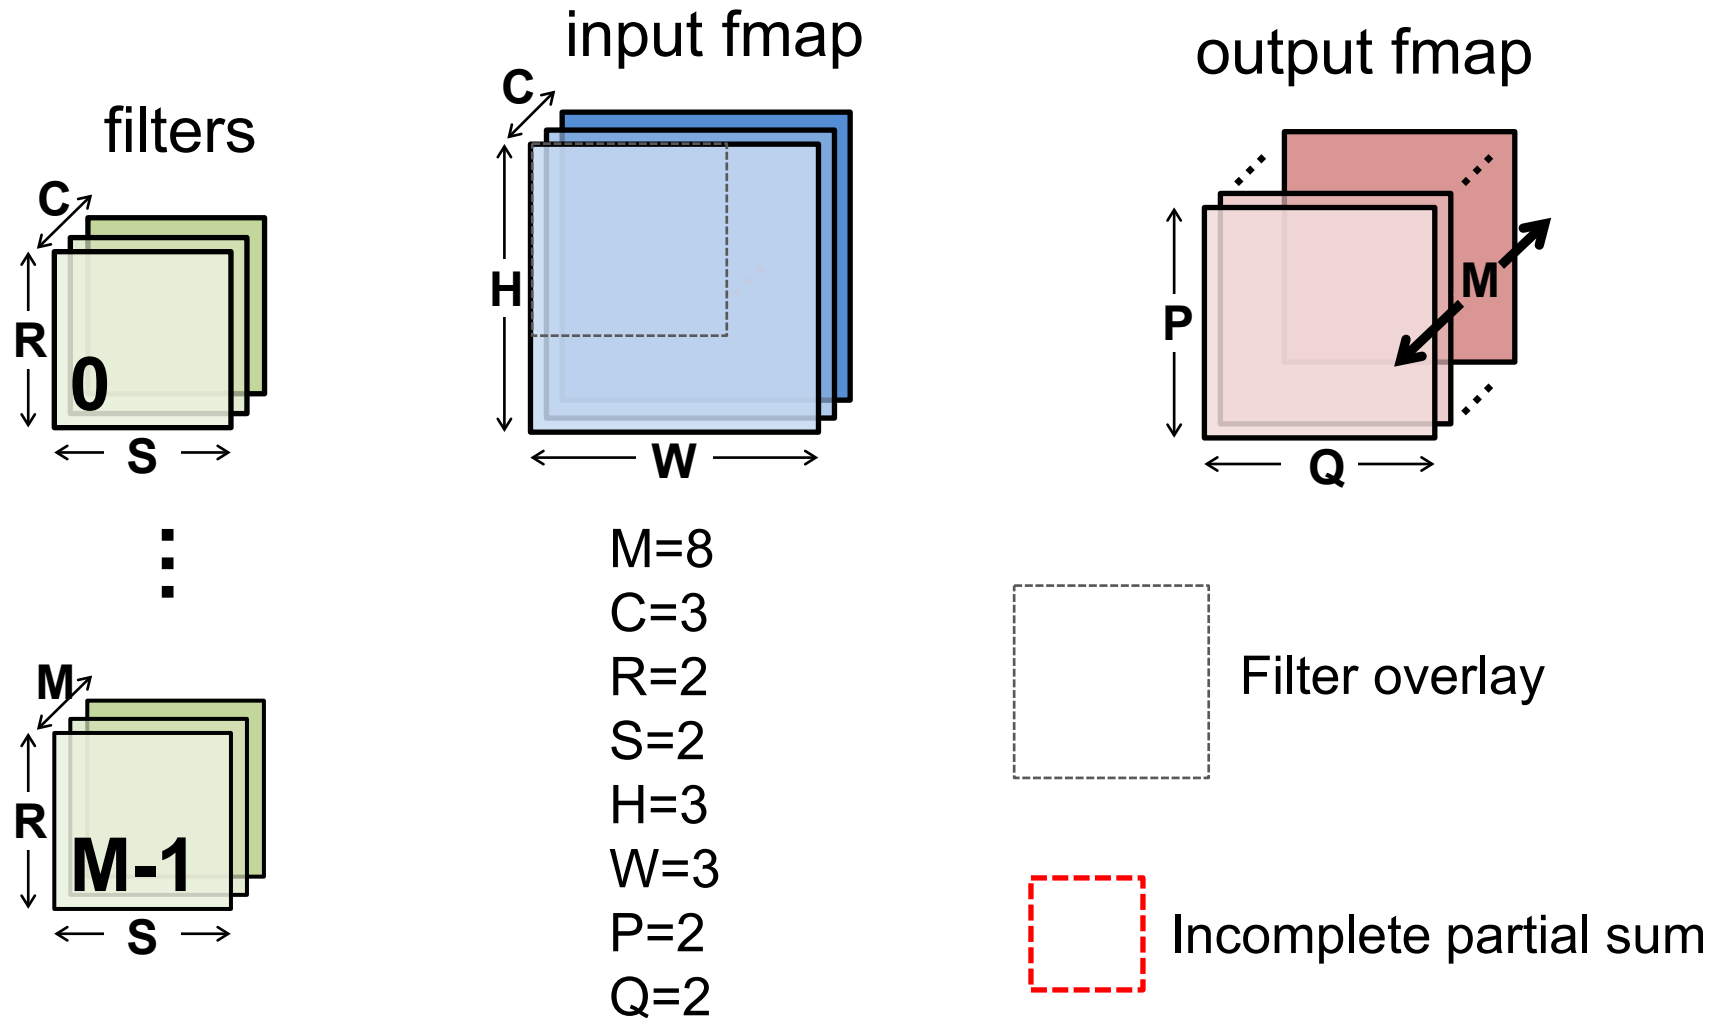 input fmap
output fmap
filters
C
C
R
0
S
H
W
P
M
Q
M
R
M-1
S
M=8
C=3
R=2
S=2
H=3
W=3
P=2
Q=2
Filter overlay
Incomplete partial sum